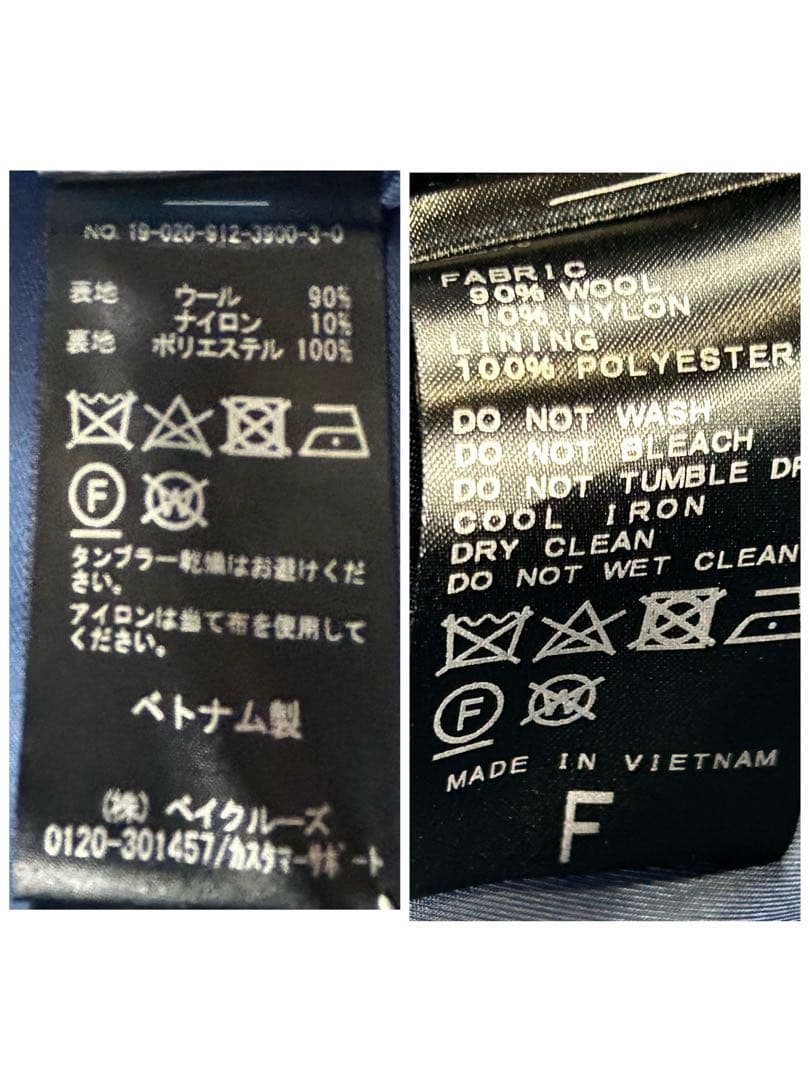 NO. 19-020-912-3900-3-0
表地 ウール 90%
ナイロン 10%
裏地 ポリエステル 100%
F W
タンブラー乾燥はお避けくだ
さい。
アイロンは当て布を使用して
ください。
ベトナム製
(株) ベイクルーズ
0120-301457/カスタマーサポート
FABRIC
90% WOOL
10% NYLON
LINING
100% POLYESTER
DO NOT WASH
DO NOT BLEACH
DO NOT TUMBLE DR
COOL IRON
DRY CLEAN
DO NOT WET CLEAN
F W
MADE IN VIETNAM
F